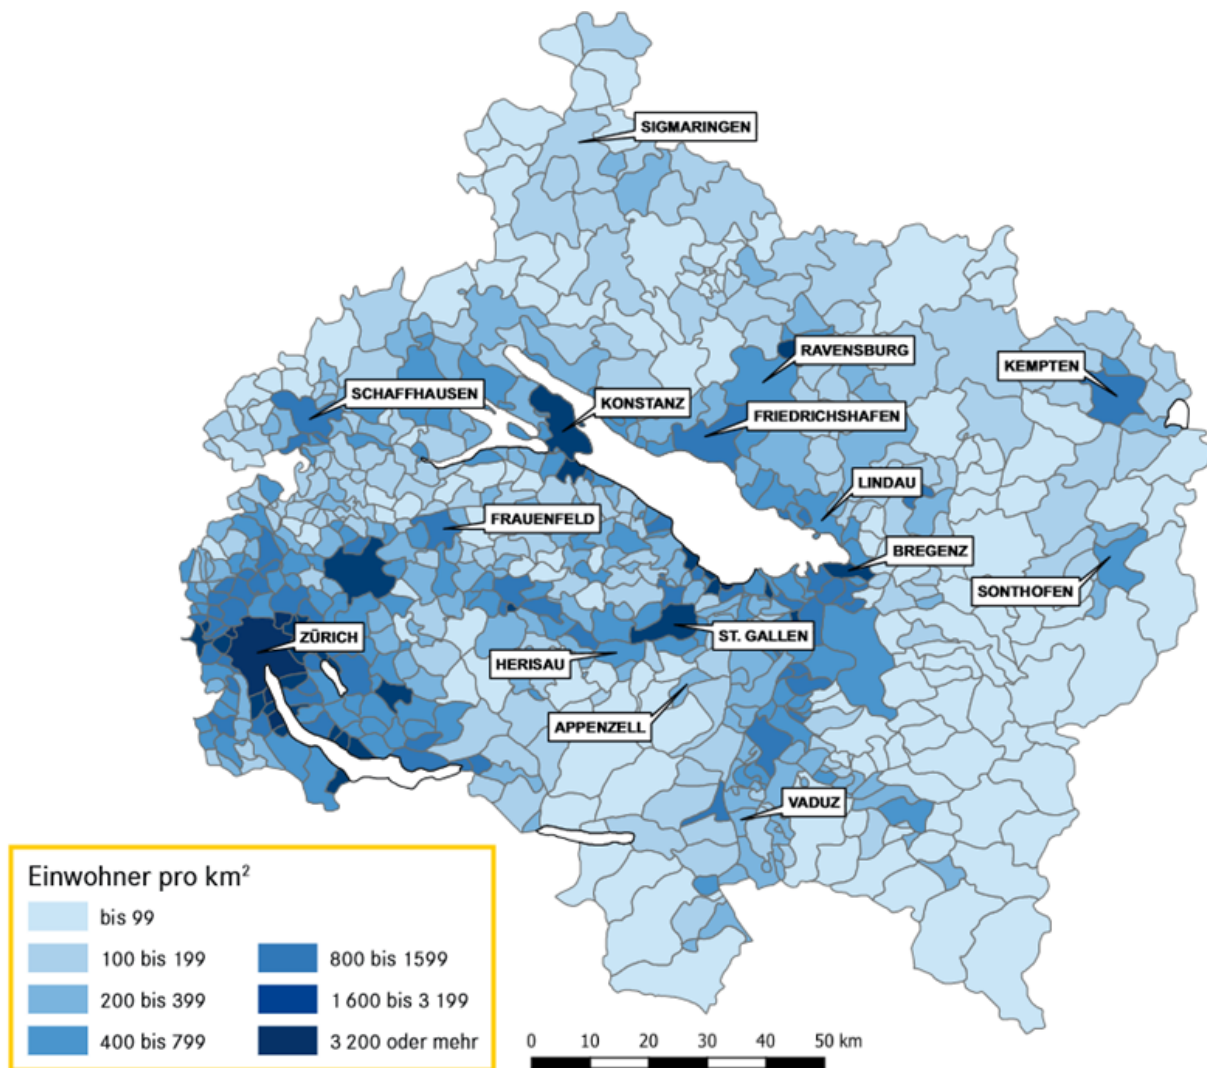 SIGMARINGEN
RAVENSBURG
KEMPTEN
SCHAFFHAUSEN
KONSTANZ
FRIEDRICHSHAFEN
LINDAU
FRAUENFELD
BREGENZ
SONTHOFEN
ZÜRICH
ST. GALLEN
HERISAU
APPENZELL
VADUZ
Einwohner pro km²
bis 99
100 bis 199
200 bis 399
400 bis 799
800 bis 1599
1 600 bis 3 199
3 200 oder mehr
0 10 20 30 40 50 km